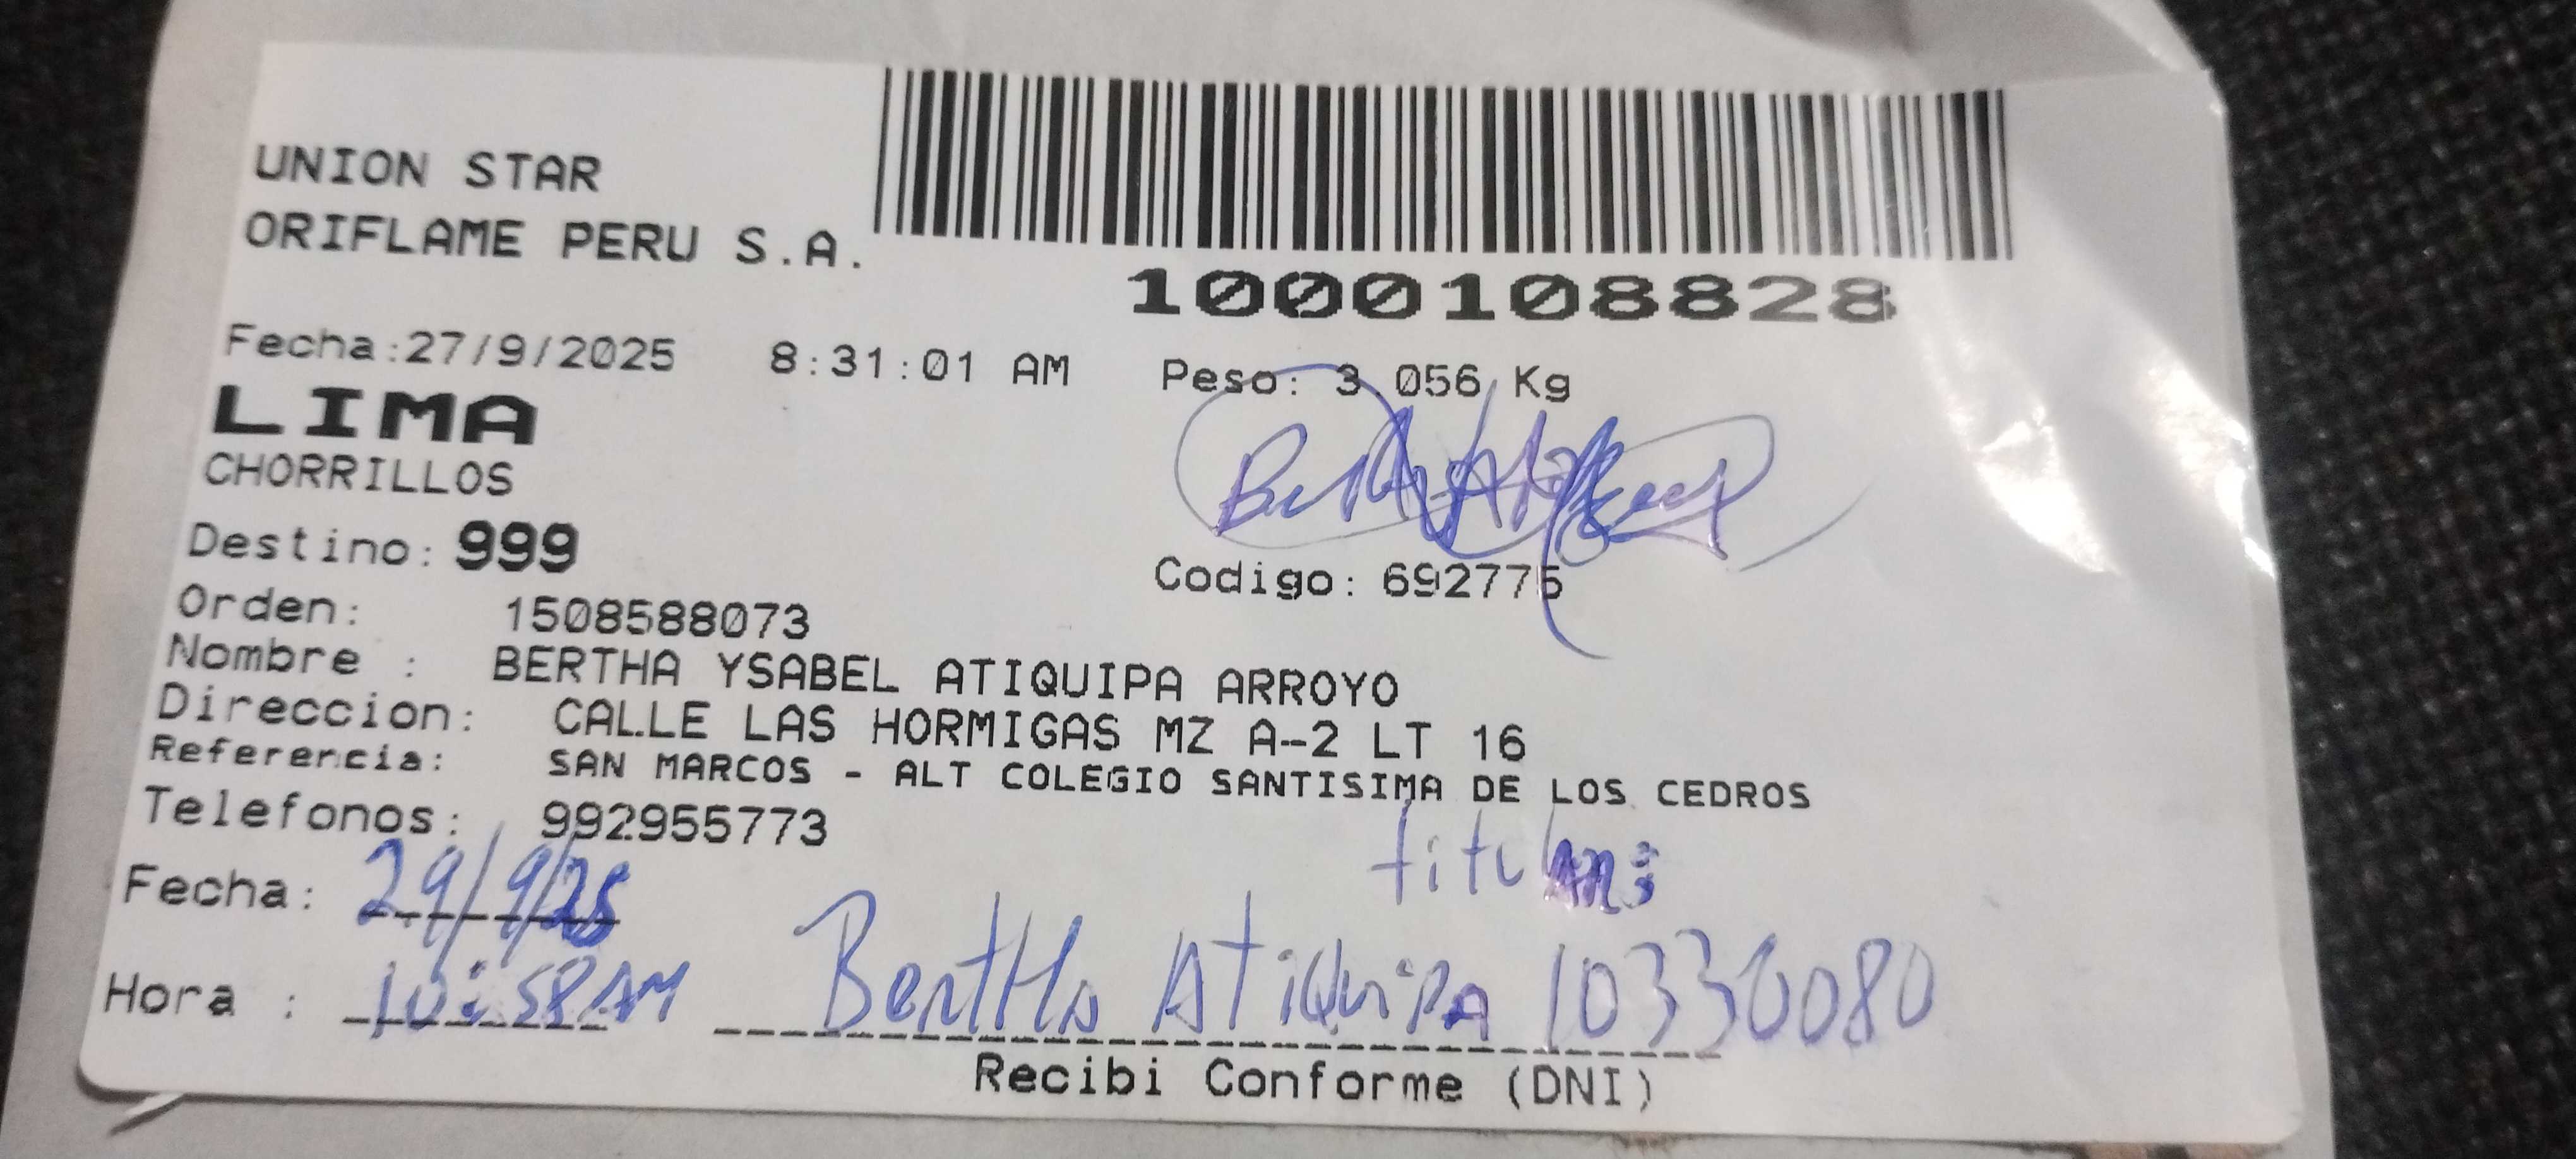 UNION STAR
ORIFLAME PERU S.A.
1000108828
Fecha:27/9/2025 8:31:01 AM Peso: 3.056 Kg
LIMA
CHORRILLOS
Destino: 999
Codigo: 692775
Orden: 1508588073
Nombre : BERTHA YSABEL ATIQUIPA ARROYO
Direccion: CALLE LAS HORMIGAS MZ A-2 LT 16
Referencia: SAN MARCOS - ALT COLEGIO SANTISIMA DE LOS CEDROS
Telefonos: 992955773
titular:
Fecha: 29/9/25
Hora : 10:58 AM Bertha Atiquipa 10330080
Recibi Conforme (DNI)